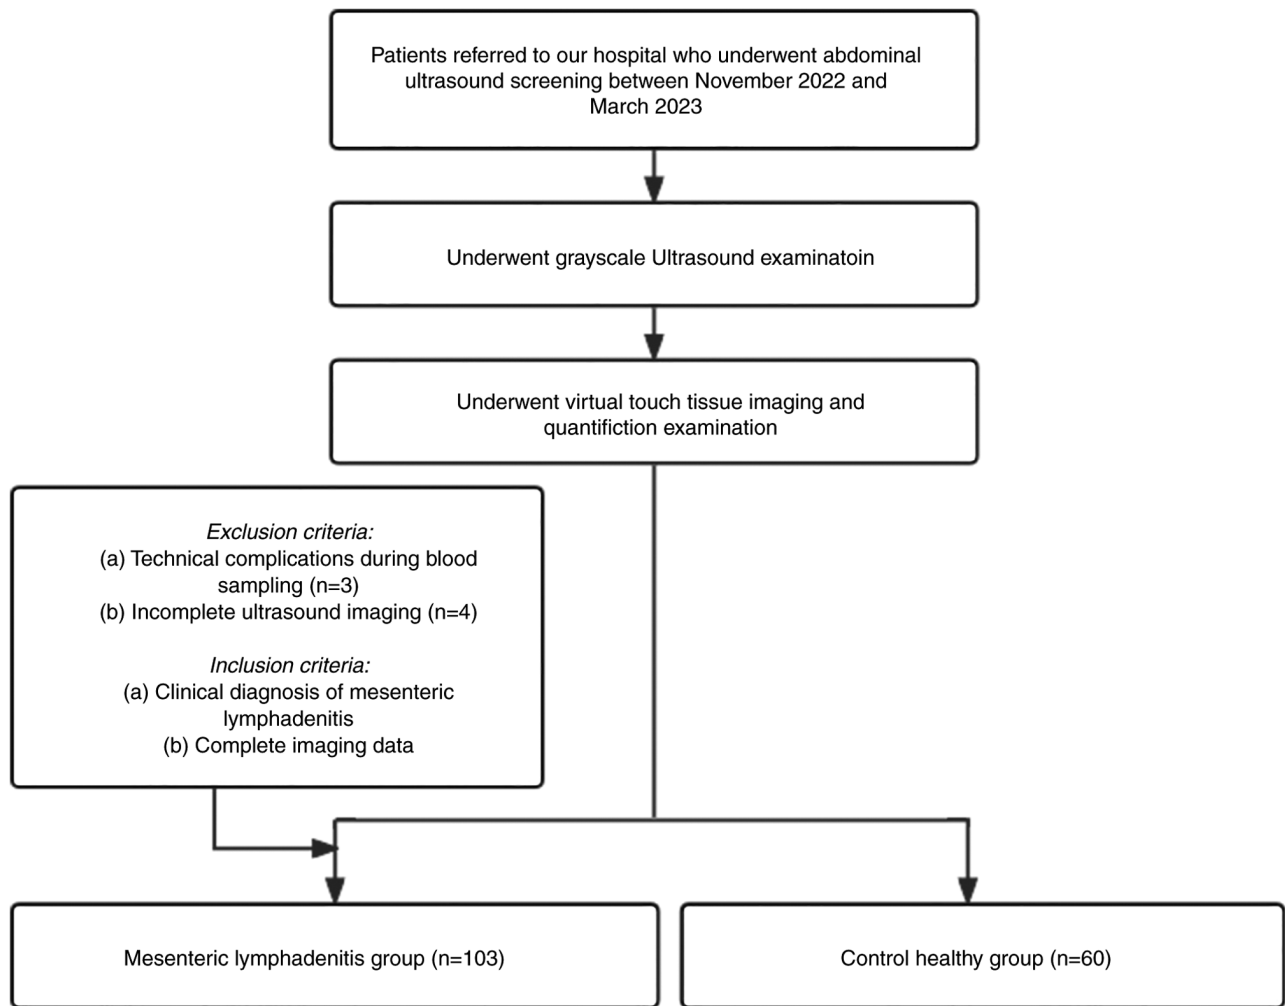 Patients referred to our hospital who underwent abdominal
ultrasound screening between November 2022 and
March 2023
Underwent grayscale Ultrasound examinatoin
Underwent virtual touch tissue imaging and
quantifiction examination
Exclusion criteria:
(a) Technical complications during blood
sampling (n=3)
(b) Incomplete ultrasound imaging (n=4)
Inclusion criteria:
(a) Clinical diagnosis of mesenteric
lymphadenitis
(b) Complete imaging data
Mesenteric lymphadenitis group (n=103)
Control healthy group (n=60)